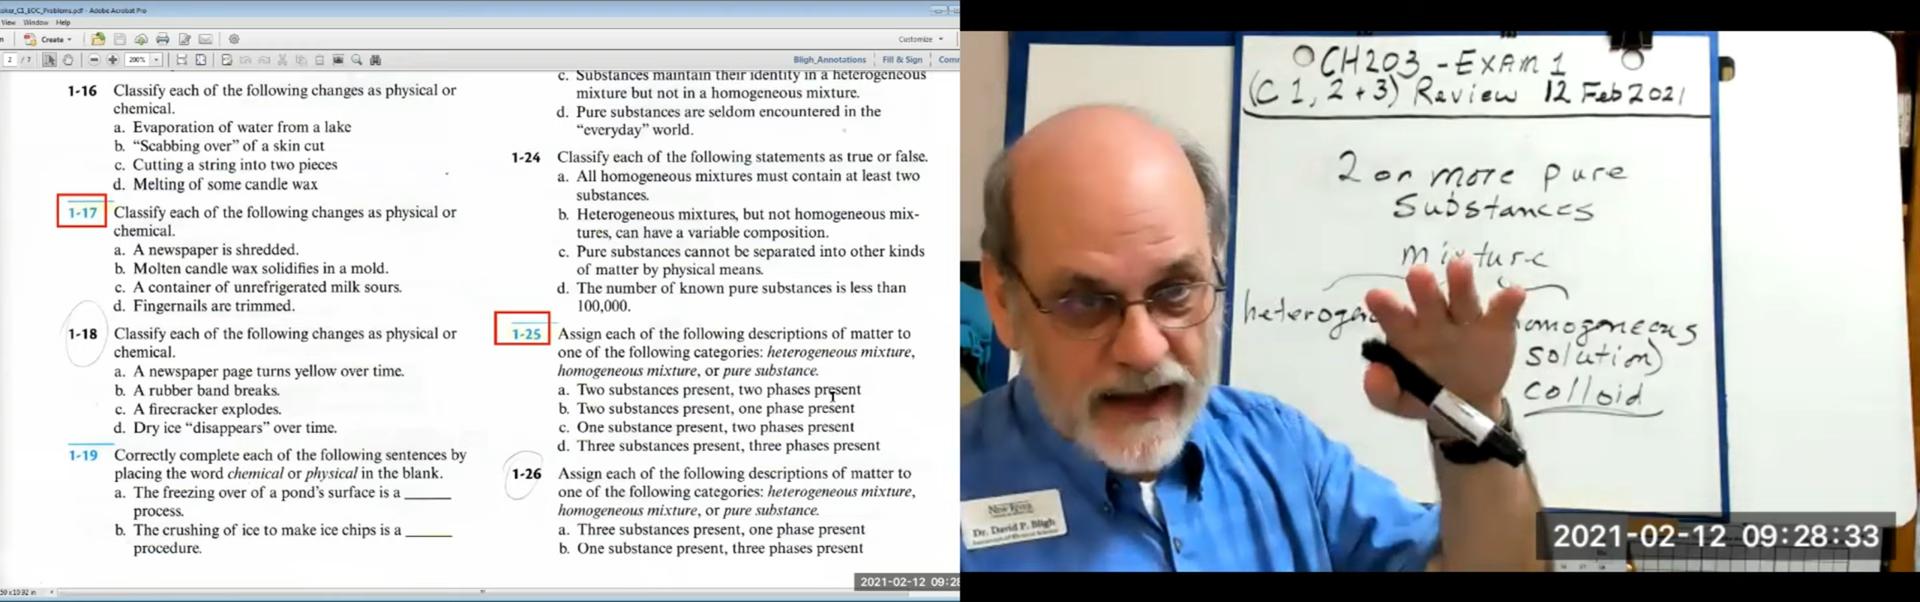 oker_C1_EOC_Problems.pdf - Adobe Acrobat Pro
View Window Help
Create
Customize
2 / 7
200%
Bligh_Annotations
Fill & Sign
Comm
1-16 Classify each of the following changes as physical or
chemical.
a. Evaporation of water from a lake
b. “Scabbing over” of a skin cut
c. Cutting a string into two pieces
d. Melting of some candle wax
1-17 Classify each of the following changes as physical or
chemical.
a. A newspaper is shredded.
b. Molten candle wax solidifies in a mold.
c. A container of unrefrigerated milk sours.
d. Fingernails are trimmed.
1-18 Classify each of the following changes as physical or
chemical.
a. A newspaper page turns yellow over time.
b. A rubber band breaks.
c. A firecracker explodes.
d. Dry ice “disappears” over time.
1-19 Correctly complete each of the following sentences by
placing the word chemical or physical in the blank.
a. The freezing over of a pond’s surface is a ______
process.
b. The crushing of ice to make ice chips is a ______
procedure.
c. Substances maintain their identity in a heterogeneous
mixture but not in a homogeneous mixture.
d. Pure substances are seldom encountered in the
“everyday” world.
1-24 Classify each of the following statements as true or false.
a. All homogeneous mixtures must contain at least two
substances.
b. Heterogeneous mixtures, but not homogeneous mix-
tures, can have a variable composition.
c. Pure substances cannot be separated into other kinds
of matter by physical means.
d. The number of known pure substances is less than
100,000.
1-25 Assign each of the following descriptions of matter to
one of the following categories: heterogeneous mixture,
homogeneous mixture, or pure substance.
a. Two substances present, two phases present
b. Two substances present, one phase present
c. One substance present, two phases present
d. Three substances present, three phases present
1-26 Assign each of the following descriptions of matter to
one of the following categories: heterogeneous mixture,
homogeneous mixture, or pure substance.
a. Three substances present, one phase present
b. One substance present, three phases present
2021-02-12 09:28
CH203 - EXAM 1
(C 1, 2 + 3) Review 12 Feb 2021
2 or more pure
substances
mixture
heteroge
omogeneous
solution)
colloid
New River
Dr. David P. Bligh
2021-02-12 09:28:33